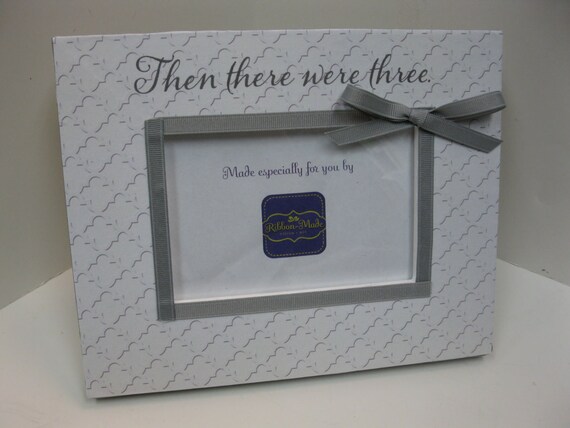 Then there were three.
Made especially for you by
Ribbon Made